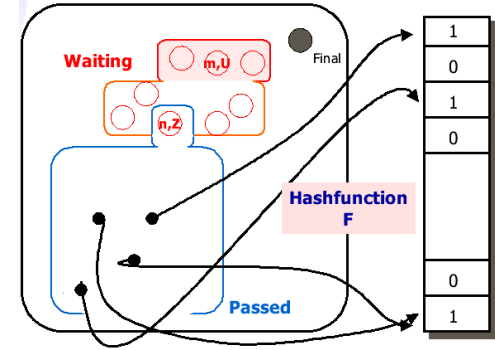 Waiting
m,U
Final
n,Z
Passed
Hashfunction
F
1
0
1
0
0
1